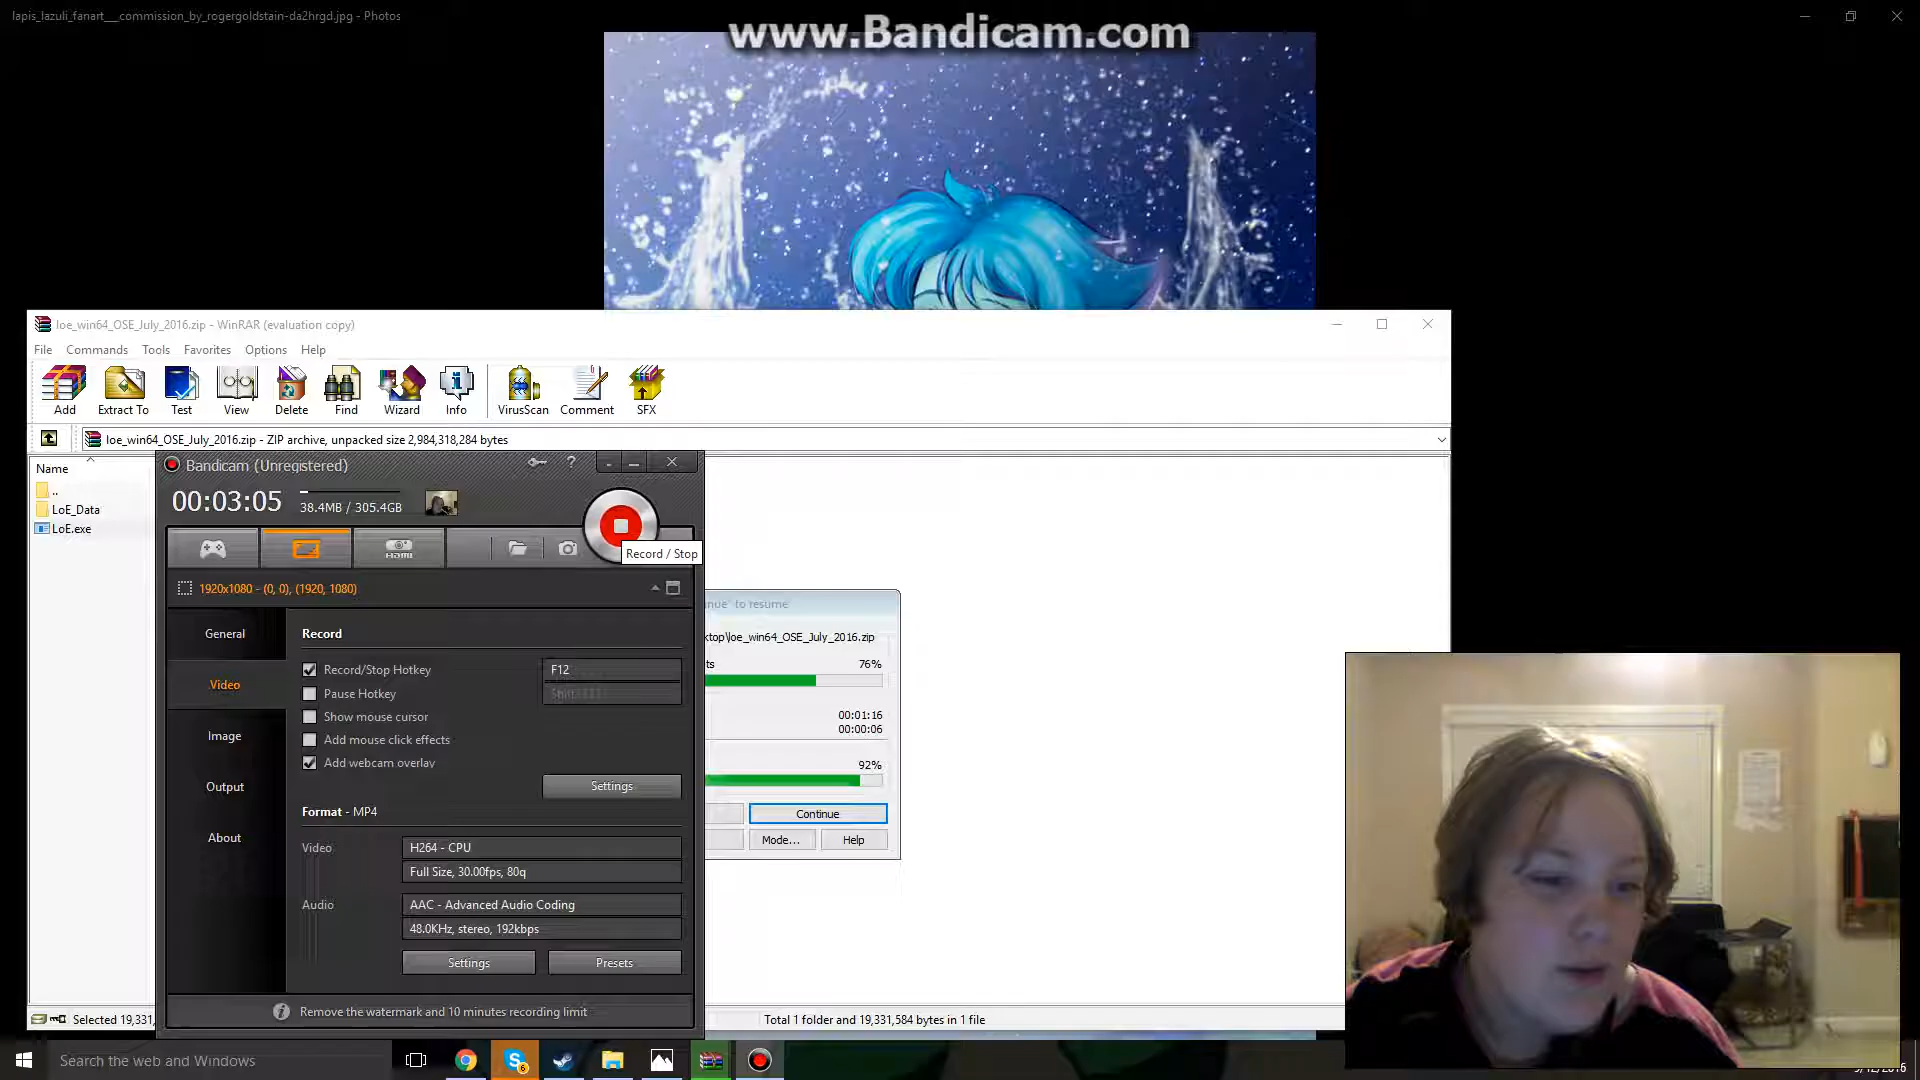 lapis_lazuli_fanart___commission_by_rogergoldstain-da2hrgd.jpg - Photos
www.Bandicam.com
loe_win64_OSE_July_2016.zip - WinRAR (evaluation copy)
File Commands Tools Favorites Options Help
Add Extract To Test View Delete Find Wizard Info VirusScan Comment SFX
loe_win64_OSE_July_2016.zip - ZIP archive, unpacked size 2,984,318,284 bytes
Name
..
LoE_Data
LoE.exe
Bandicam (Unregistered)
00:03:05
38.4MB / 305.4GB
HDMI
Record / Stop
1920x1080 - (0, 0), (1920, 1080)
General
Video
Image
Output
About
Record
Record/Stop Hotkey F12
Pause Hotkey
Show mouse cursor
Add mouse click effects
Add webcam overlay
Settings
Format - MP4
Video H264 - CPU
Full Size, 30.00fps, 80q
Audio AAC - Advanced Audio Coding
48.0KHz, stereo, 192kbps
Settings Presets
Remove the watermark and 10 minutes recording limit
to resume
loe_win64_OSE_July_2016.zip
76%
00:01:16
00:00:06
92%
Continue
Mode... Help
Selected 19,331,
Total 1 folder and 19,331,584 bytes in 1 file
Search the web and Windows
6